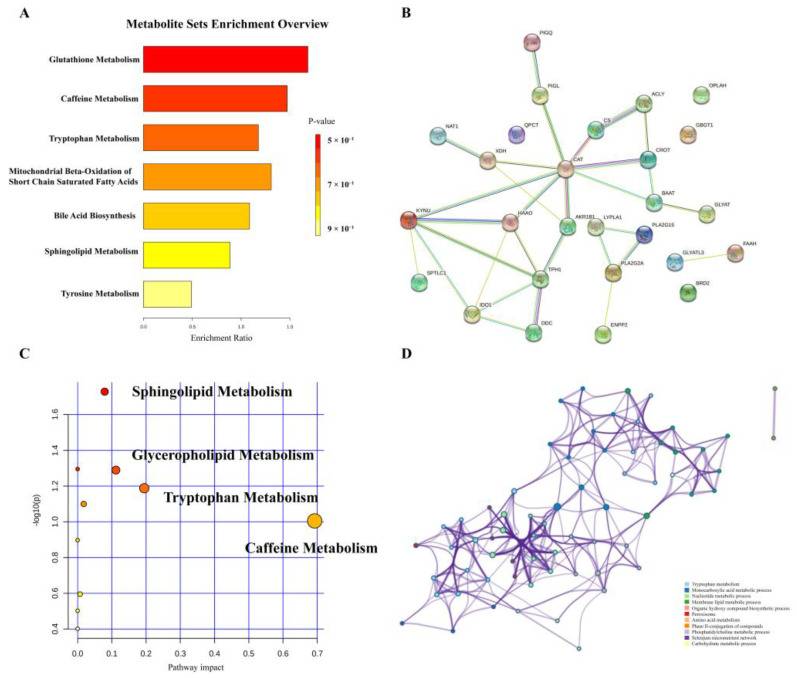 A
Metabolite Sets Enrichment Overview
Glutathione Metabolism
Caffeine Metabolism
Tryptophan Metabolism
Mitochondrial Beta-Oxidation of
Short Chain Saturated Fatty Acids
Bile Acid Biosynthesis
Sphingolipid Metabolism
Tyrosine Metabolism
P-value
5 × 10⁻¹
7 × 10⁻¹
9 × 10⁻¹
0.0
0.5
1.0
1.5
Enrichment Ratio
B
PIGQ
PIGL
ACLY
OPLAH
NAT1
QPCT
CS
GBGT1
XDH
CAT
CROT
BAAT
GLYAT
KYNU
HAAO
AKR1B1
LYPLA1
PLA2G15
FAAH
GLYATL3
SPTLC1
TPH1
PLA2G2A
BRD2
IDO1
DDC
ENPP2
C
Sphingolipid Metabolism
Glyceropholipid Metabolism
Tryptophan Metabolism
Caffeine Metabolism
-log10(p)
1.6
1.4
1.2
1.0
0.8
0.6
0.4
0.0
0.1
0.2
0.3
0.4
0.5
0.6
0.7
Pathway impact
D
Tryptophan metabolism
Monocarboxylic acid metabolic process
Nucleotide metabolic process
Membrane lipid metabolic process
Organic hydroxy compound biosynthetic process
Peroxisome
Amino acid metabolism
Phase II-conjugation of compounds
Phosphatidylcholine metabolic process
Selenium micronutrient network
Carbohydrate metabolic process